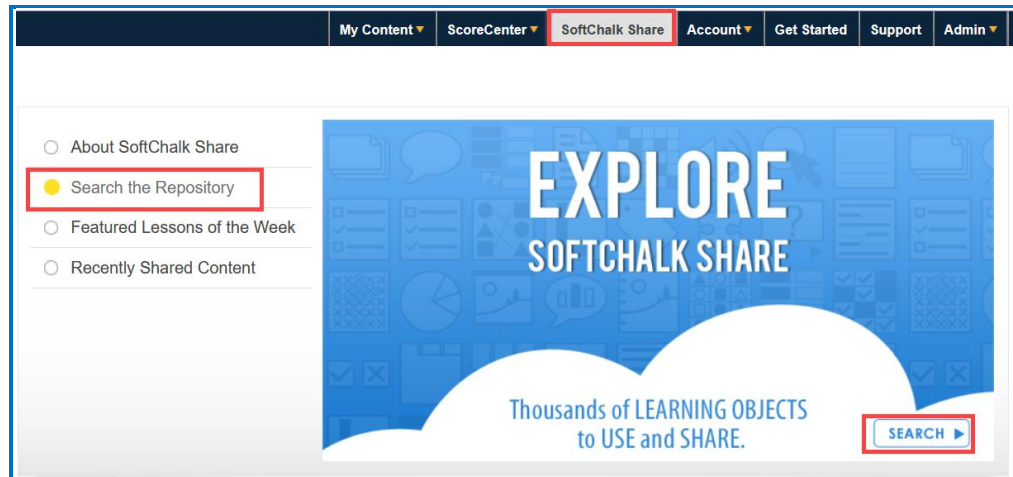 My Content ScoreCenter SoftChalk Share Account Get Started Support Admin
About SoftChalk Share
Search the Repository
Featured Lessons of the Week
Recently Shared Content
EXPLORE
SOFTCHALK SHARE
Thousands of LEARNING OBJECTS
to USE and SHARE.
SEARCH